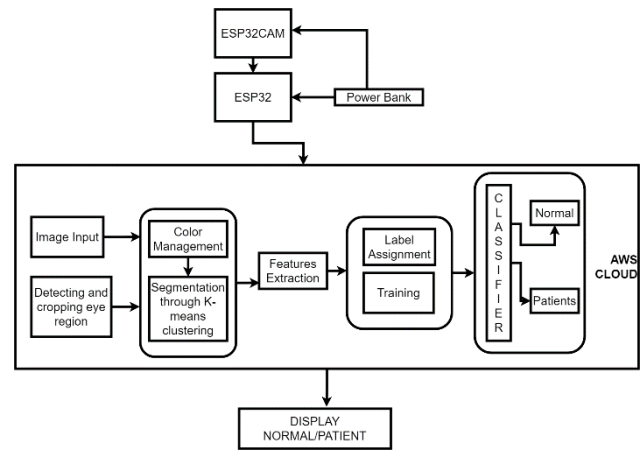 ESP32CAM
ESP32
Power Bank
Image Input
Detecting and
cropping eye
region
Color
Management
Segmentation
through K-
means
clustering
Features
Extraction
Label
Assignment
Training
CLASSIFIER
Normal
Patients
AWS
CLOUD
DISPLAY
NORMAL/PATIENT